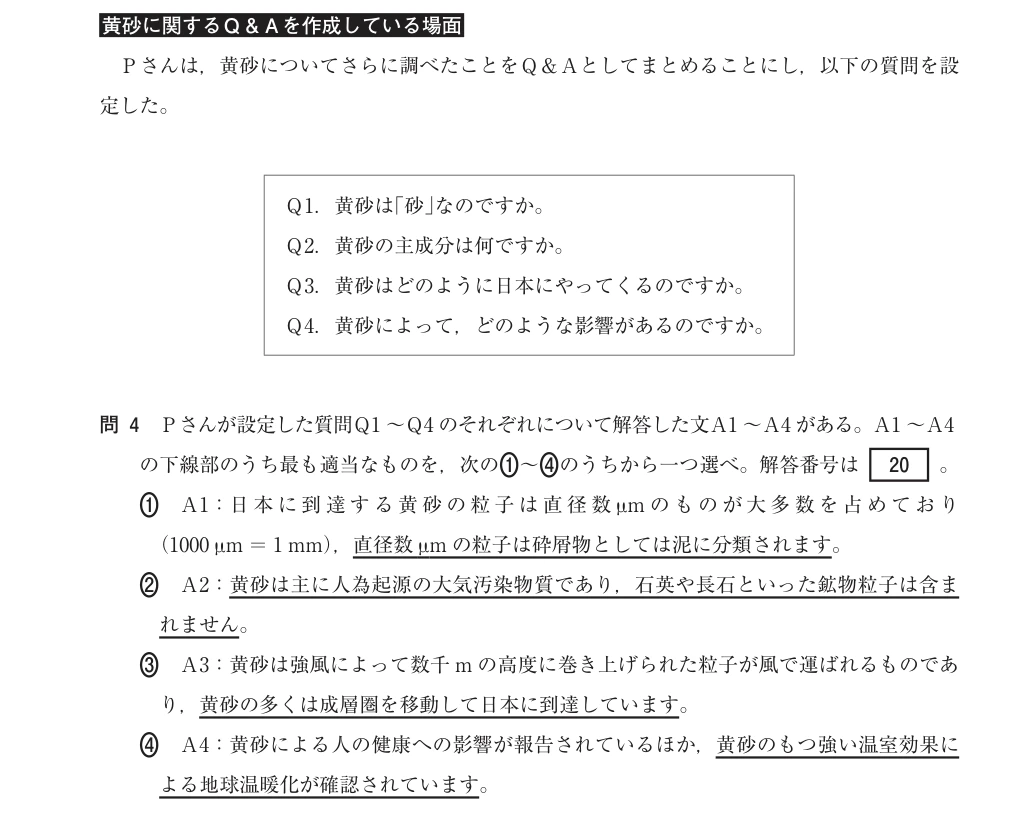 黄砂に関するＱ＆Ａを作成している場面
Ｐさんは，黄砂についてさらに調べたことをＱ＆Ａとしてまとめることにし，以下の質問を設
定した。
Q1. 黄砂は「砂」なのですか。
Q2. 黄砂の主成分は何ですか。
Q3. 黄砂はどのように日本にやってくるのですか。
Q4. 黄砂によって，どのような影響があるのですか。
問 4 Ｐさんが設定した質問Q1～Q4のそれぞれについて解答した文A1～A4がある。A1～A4
の下線部のうち最も適当なものを，次の①～④のうちから一つ選べ。解答番号は 20 。
① A1：日本に到達する黄砂の粒子は直径数μmのものが大多数を占めており
(1000 μm = 1 mm)，直径数μmの粒子は砕屑物としては泥に分類されます。
② A2：黄砂は主に人為起源の大気汚染物質であり，石英や長石といった鉱物粒子は含ま
れません。
③ A3：黄砂は強風によって数千 m の高度に巻き上げられた粒子が風で運ばれるものであ
り，黄砂の多くは成層圏を移動して日本に到達しています。
④ A4：黄砂による人の健康への影響が報告されているほか，黄砂のもつ強い温室効果に
よる地球温暖化が確認されています。